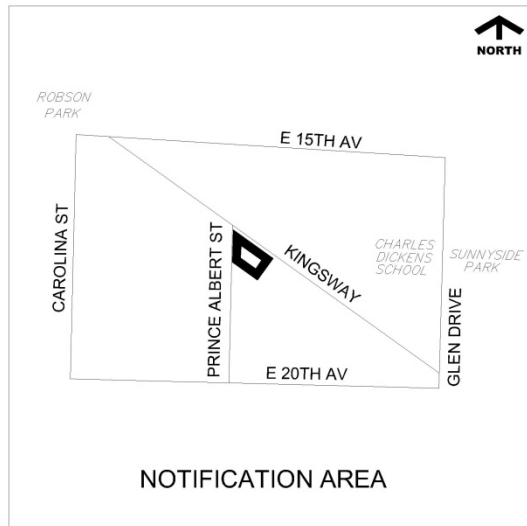 NORTH
ROBSON
PARK
E 15TH AV
CAROLINA ST
PRINCE ALBERT ST
KINGSWAY
CHARLES
DICKENS
SCHOOL
SUNNYSIDE
PARK
GLEN DRIVE
E 20TH AV
NOTIFICATION AREA